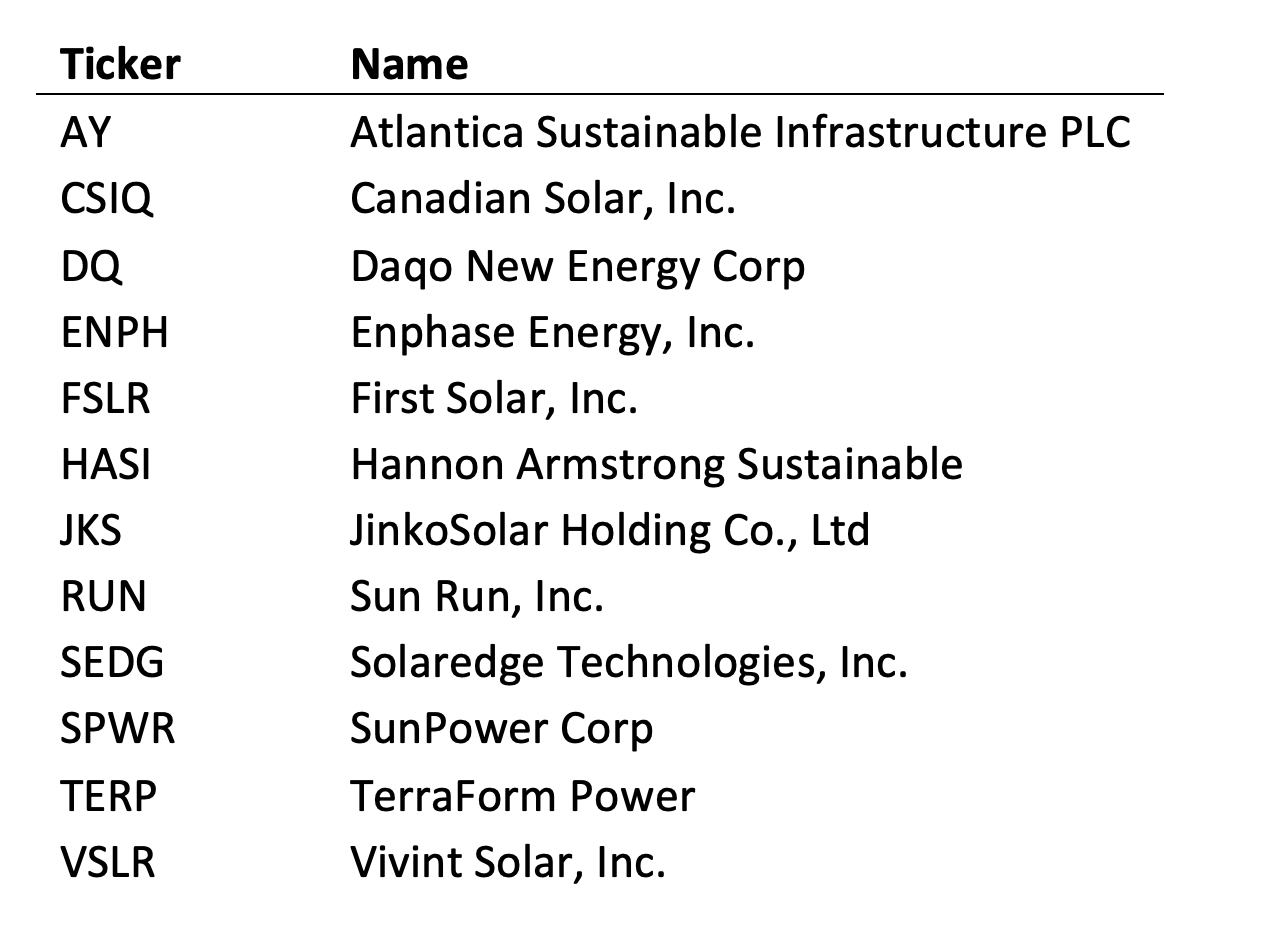 Ticker Name
AY Atlantica Sustainable Infrastructure PLC
CSIQ Canadian Solar, Inc.
DQ Daqo New Energy Corp
ENPH Enphase Energy, Inc.
FSLR First Solar, Inc.
HASI Hannon Armstrong Sustainable
JKS JinkoSolar Holding Co., Ltd
RUN Sun Run, Inc.
SEDG Solaredge Technologies, Inc.
SPWR SunPower Corp
TERP TerraForm Power
VSLR Vivint Solar, Inc.